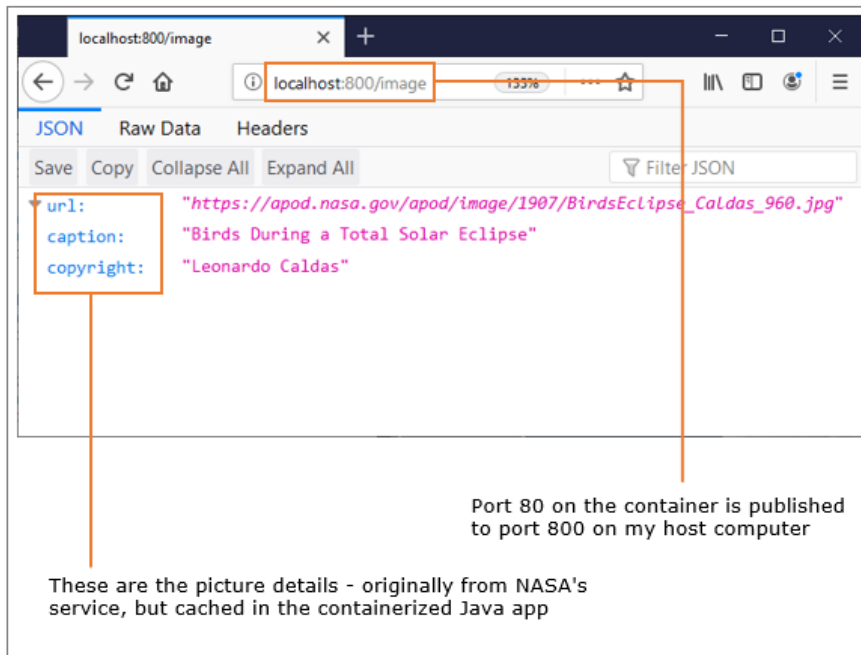 localhost:800/image
localhost:800/image 133%
JSON Raw Data Headers
Save Copy Collapse All Expand All Filter JSON
url: "https://apod.nasa.gov/apod/image/1907/BirdsEclipse_Caldas_960.jpg"
caption: "Birds During a Total Solar Eclipse"
copyright: "Leonardo Caldas"
Port 80 on the container is published
to port 800 on my host computer
These are the picture details - originally from NASA's
service, but cached in the containerized Java app